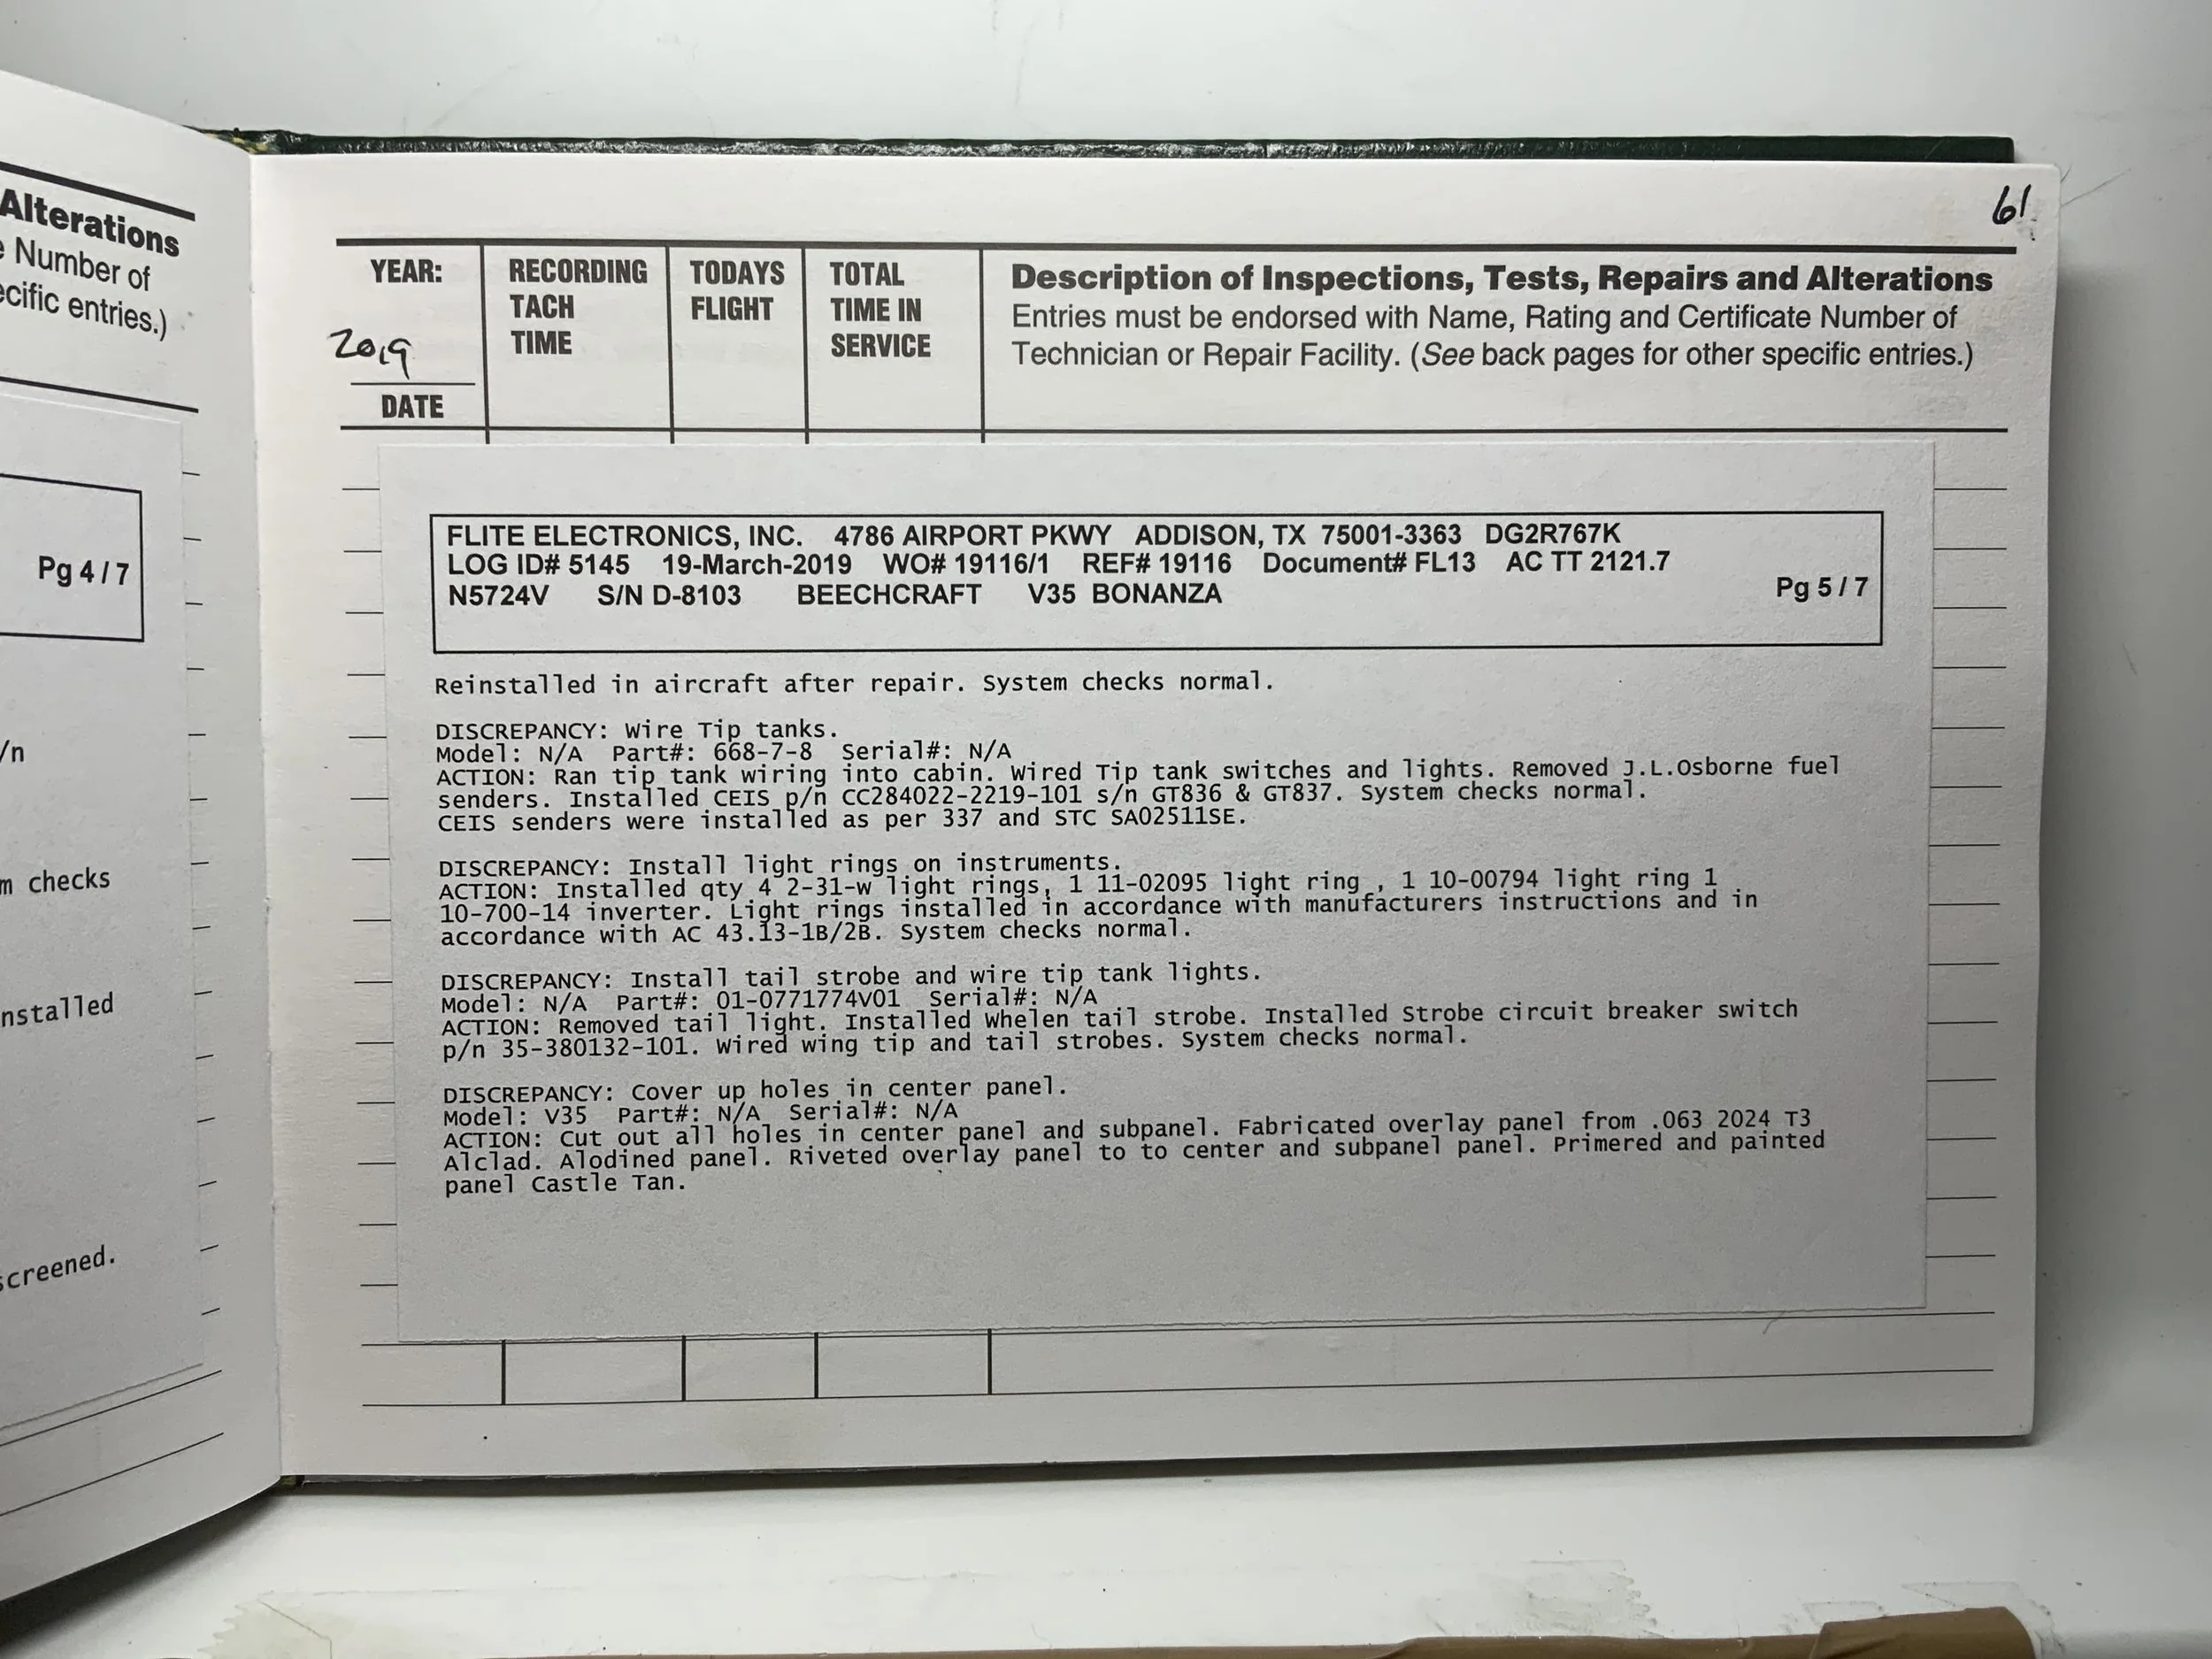 Alterations
Number of
ecific entries.)
Pg 4 / 7
/n
m checks
nstalled
screened.
61
YEAR:
2019
DATE
RECORDING
TACH
TIME
TODAYS
FLIGHT
TOTAL
TIME IN
SERVICE
Description of Inspections, Tests, Repairs and Alterations
Entries must be endorsed with Name, Rating and Certificate Number of
Technician or Repair Facility. (See back pages for other specific entries.)
FLITE ELECTRONICS, INC. 4786 AIRPORT PKWY ADDISON, TX 75001-3363 DG2R767K
LOG ID# 5145 19-March-2019 WO# 19116/1 REF# 19116 Document# FL13 AC TT 2121.7
N5724V S/N D-8103 BEECHCRAFT V35 BONANZA
Pg 5 / 7
Reinstalled in aircraft after repair. System checks normal.
DISCREPANCY: Wire Tip tanks.
Model: N/A Part#: 668-7-8 Serial#: N/A
ACTION: Ran tip tank wiring into cabin. Wired Tip tank switches and lights. Removed J.L.Osborne fuel
senders. Installed CEIS p/n CC284022-2219-101 s/n GT836 & GT837. System checks normal.
CEIS senders were installed as per 337 and STC SA02511SE.
DISCREPANCY: Install light rings on instruments.
ACTION: Installed qty 4 2-31-w light rings, 1 11-02095 light ring , 1 10-00794 light ring 1
10-700-14 inverter. Light rings installed in accordance with manufacturers instructions and in
accordance with AC 43.13-1B/2B. System checks normal.
DISCREPANCY: Install tail strobe and wire tip tank lights.
Model: N/A Part#: 01-0771774V01 Serial#: N/A
ACTION: Removed tail light. Installed Whelen tail strobe. Installed Strobe circuit breaker switch
p/n 35-380132-101. Wired wing tip and tail strobes. System checks normal.
DISCREPANCY: Cover up holes in center panel.
Model: V35 Part#: N/A Serial#: N/A
ACTION: Cut out all holes in center panel and subpanel. Fabricated overlay panel from .063 2024 T3
Alclad. Alodined panel. Riveted overlay panel to to center and subpanel panel. Primered and painted
panel Castle Tan.